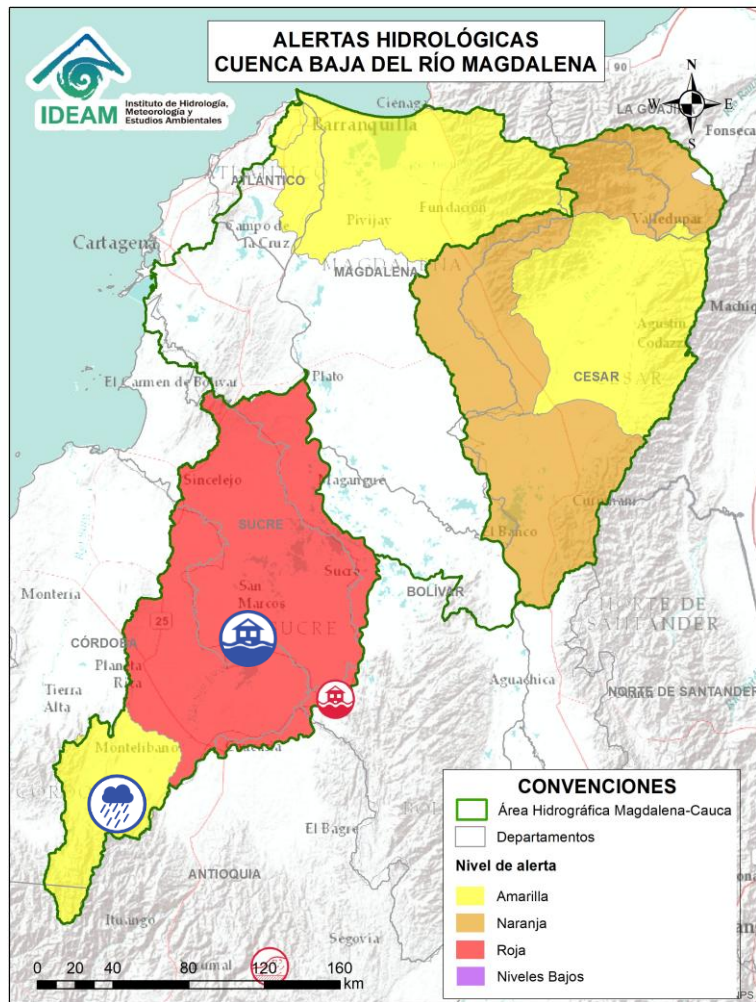 ALERTAS HIDROLÓGICAS
CUENCA BAJA DEL RÍO MAGDALENA
IDEAM
Instituto de Hidrología,
Meteorología y
Estudios Ambientales
N
W
E
S
90
LA GUAJI
Fonseca
Ciénaga
Barranquilla
ATLÁNTICO
Valledupar
Fundación
Pivijay
Campo de
la Cruz
Cartagena
MAGDALENA
Agustín
Codazzi
CESAR
El Carmen de Bolívar
Plato
Sincelejo
Magangué
SUCRE
El Banco
Sucre
San
Marcos
SUCRE
BOLÍVAR
Montería
25
CÓRDOBA
Planeta
Rica
Tierra
Alta
NORTE DE
SANTANDER
Aguachica
NORTE DE SANTANDER
Montelíbano
El Bagre
ANTIOQUIA
Ituango
Segovia
0 20 40 80 120 160
km
CONVENCIONES
Área Hidrográfica Magdalena-Cauca
Departamentos
Nivel de alerta
Amarilla
Naranja
Roja
Niveles Bajos